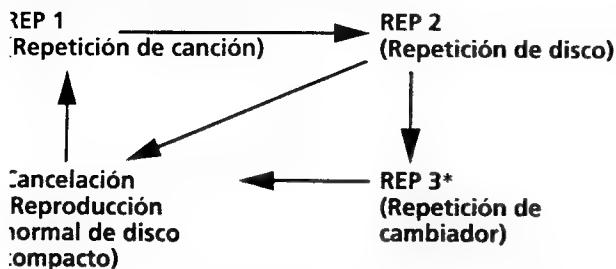 REP 1
(Repetición de canción)
REP 2
(Repetición de disco)
Cancelación
(Reproducción
normal de disco
compacto)
REP 3*
(Repetición de
cambiador)